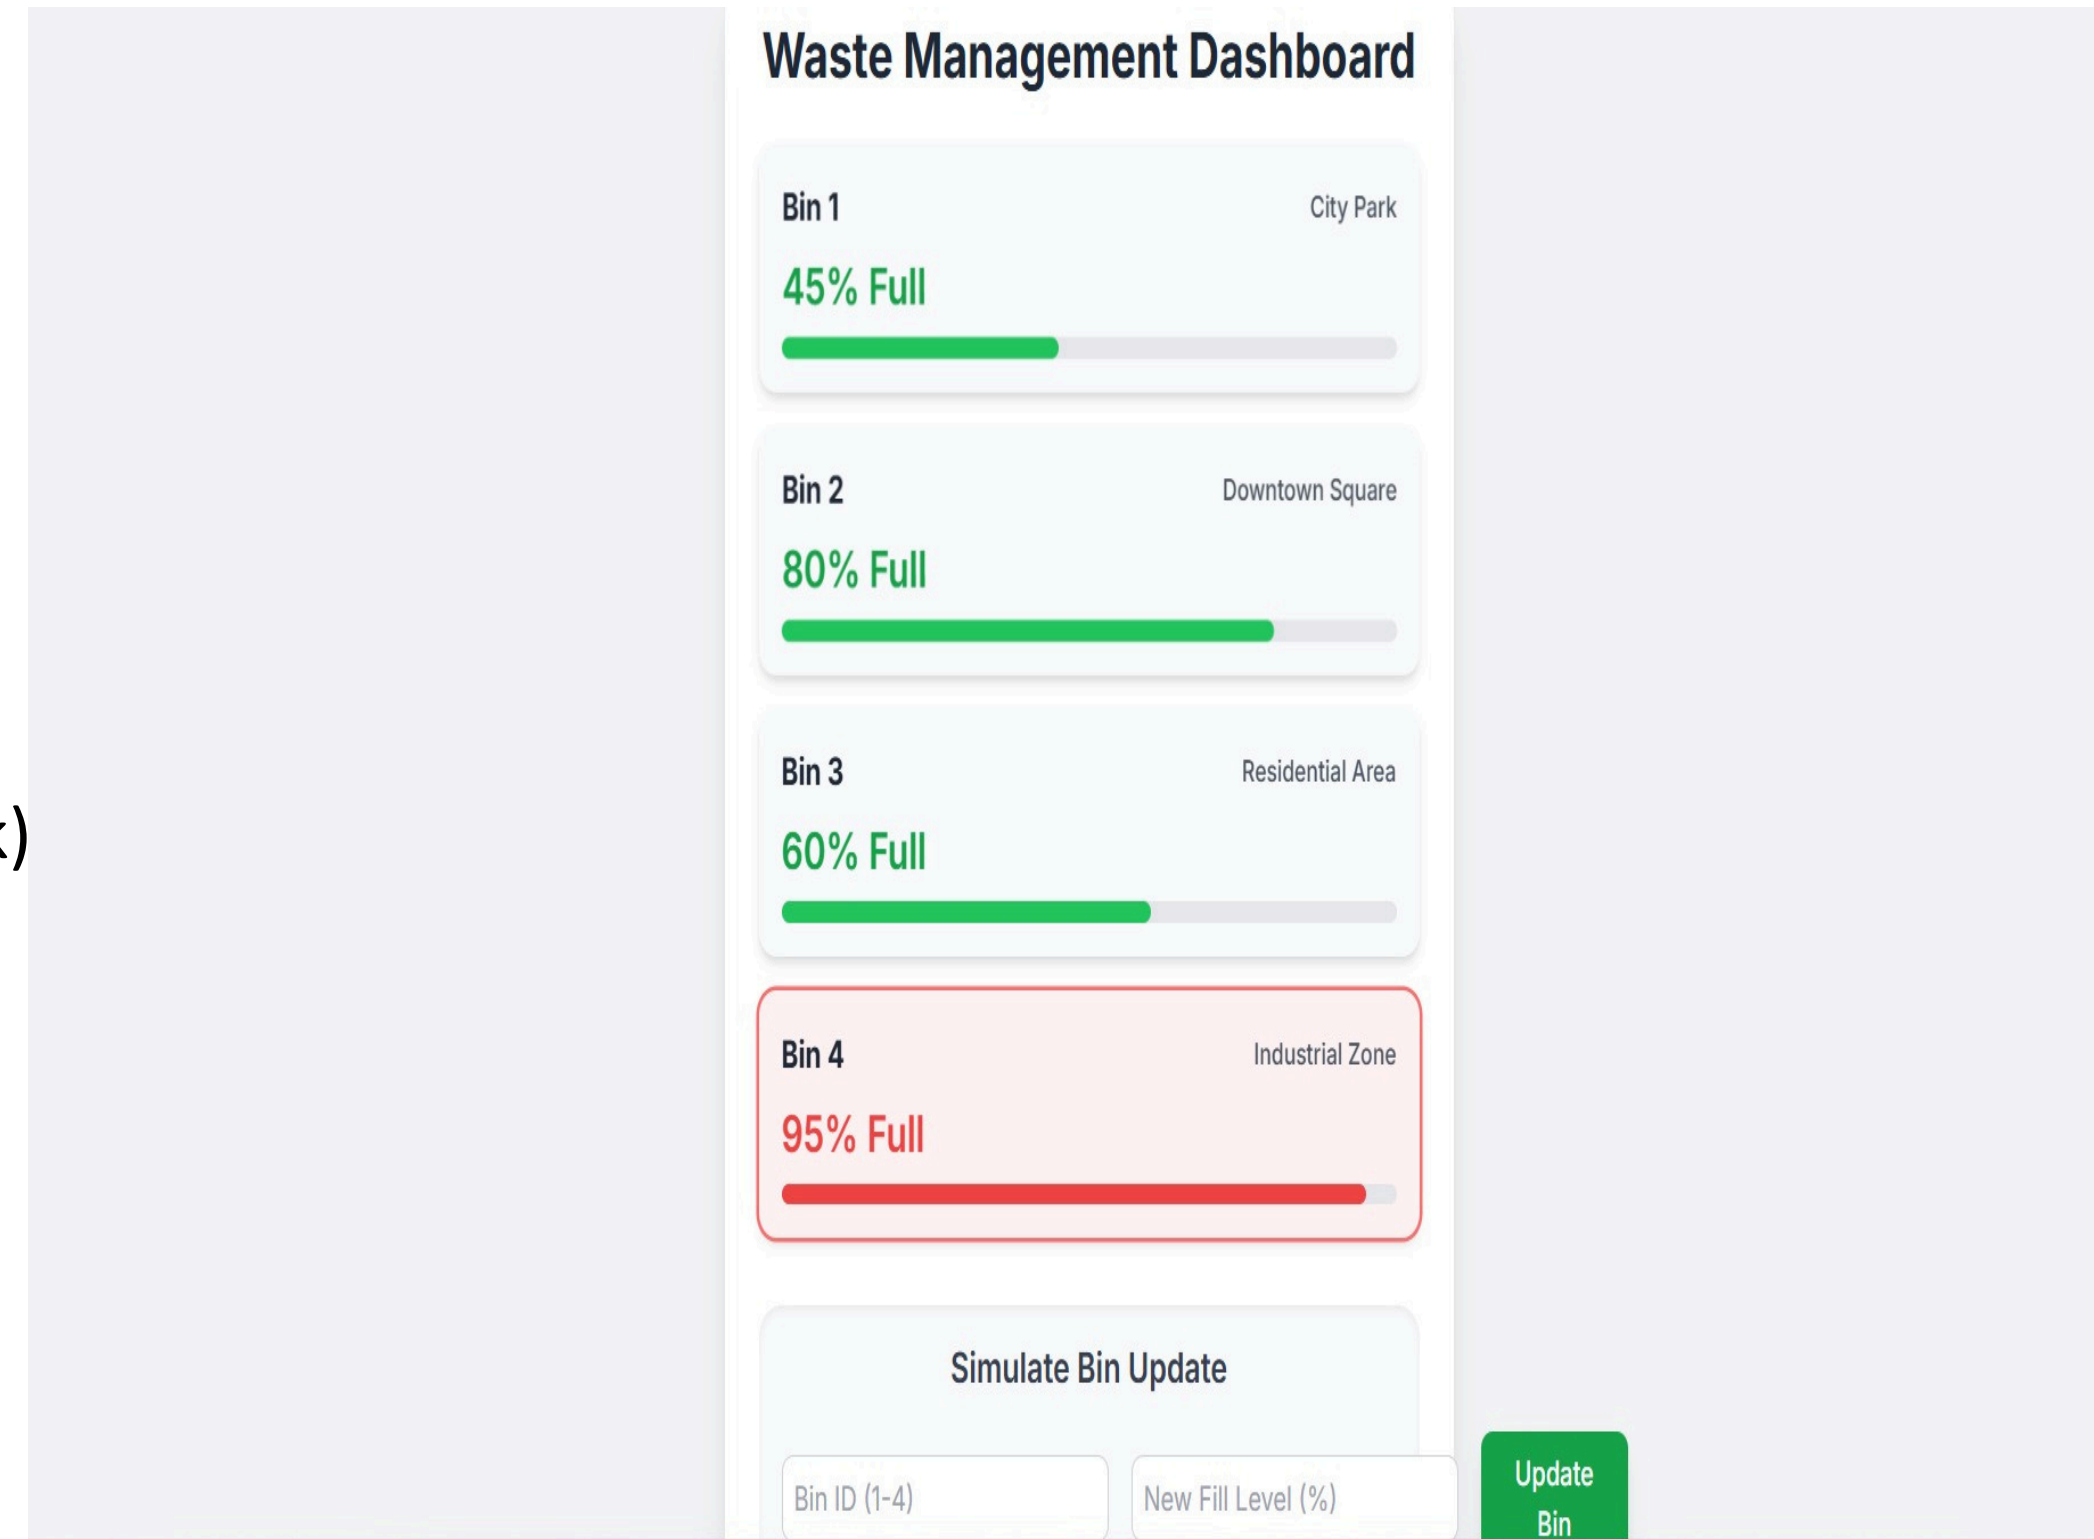 Waste Management Dashboard
Bin 1 City Park
45% Full
Bin 2 Downtown Square
80% Full
Bin 3 Residential Area
60% Full
)
Bin 4 Industrial Zone
95% Full
Simulate Bin Update
Bin ID (1-4) New Fill Level (%) Update
Bin